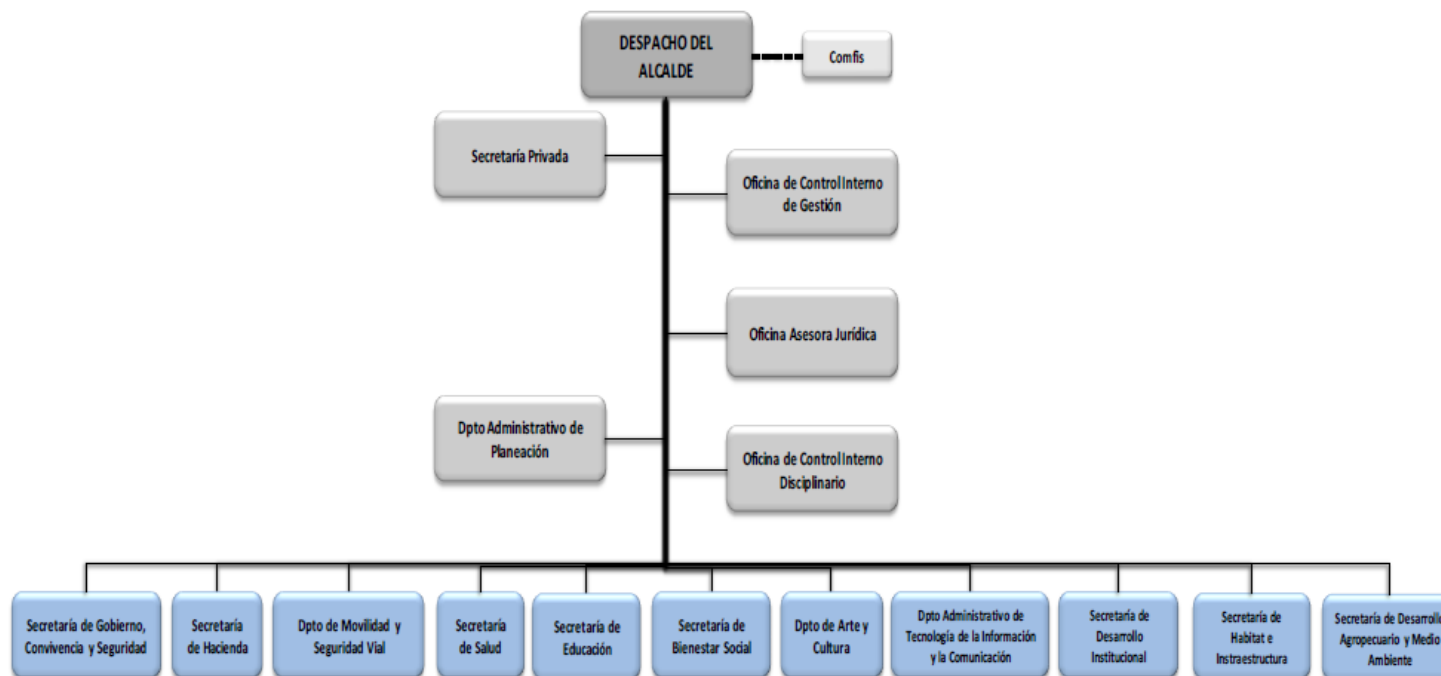 DESPACHO DEL
ALCALDE
Comfis
Secretaría Privada
Oficina de Control Interno
de Gestión
Oficina Asesora Jurídica
Dpto Administrativo de
Planeación
Oficina de Control Interno
Disciplinario
Secretaría de Gobierno,
Convivencia y Seguridad
Secretaría
de Hacienda
Dpto de Movilidad y
Seguridad Vial
Secretaría
de Salud
Secretaría de
Educación
Secretaría de
Bienestar Social
Dpto de Arte y
Cultura
Dpto Administrativo de
Tecnología de la Información
y la Comunicación
Secretaría de
Desarrollo
Institucional
Secretaría de
Habitat e
Instraestructura
Secretaría de Desarrollo
Agropecuario y Medio
Ambiente